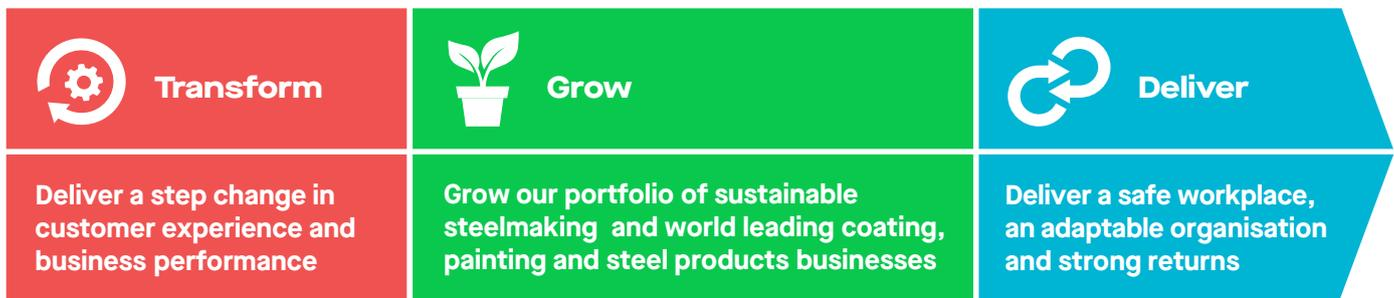 Transform
Deliver a step change in
customer experience and
business performance
Grow
Grow our portfolio of sustainable
steelmaking  and world leading coating,
painting and steel products businesses
Deliver
Deliver a safe workplace,
an adaptable organisation
and strong returns